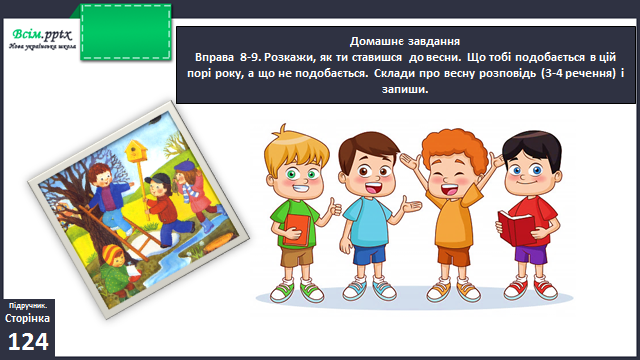 Всім.pptx
Нова українська школа
Домашнє завдання
Вправа 8-9. Розкажи, як ти ставишся до весни. Що тобі подобається в цій
порі року, а що не подобається. Склади про весну розповідь (3-4 речення) і
запиши.
Підручник.
Сторінка
124